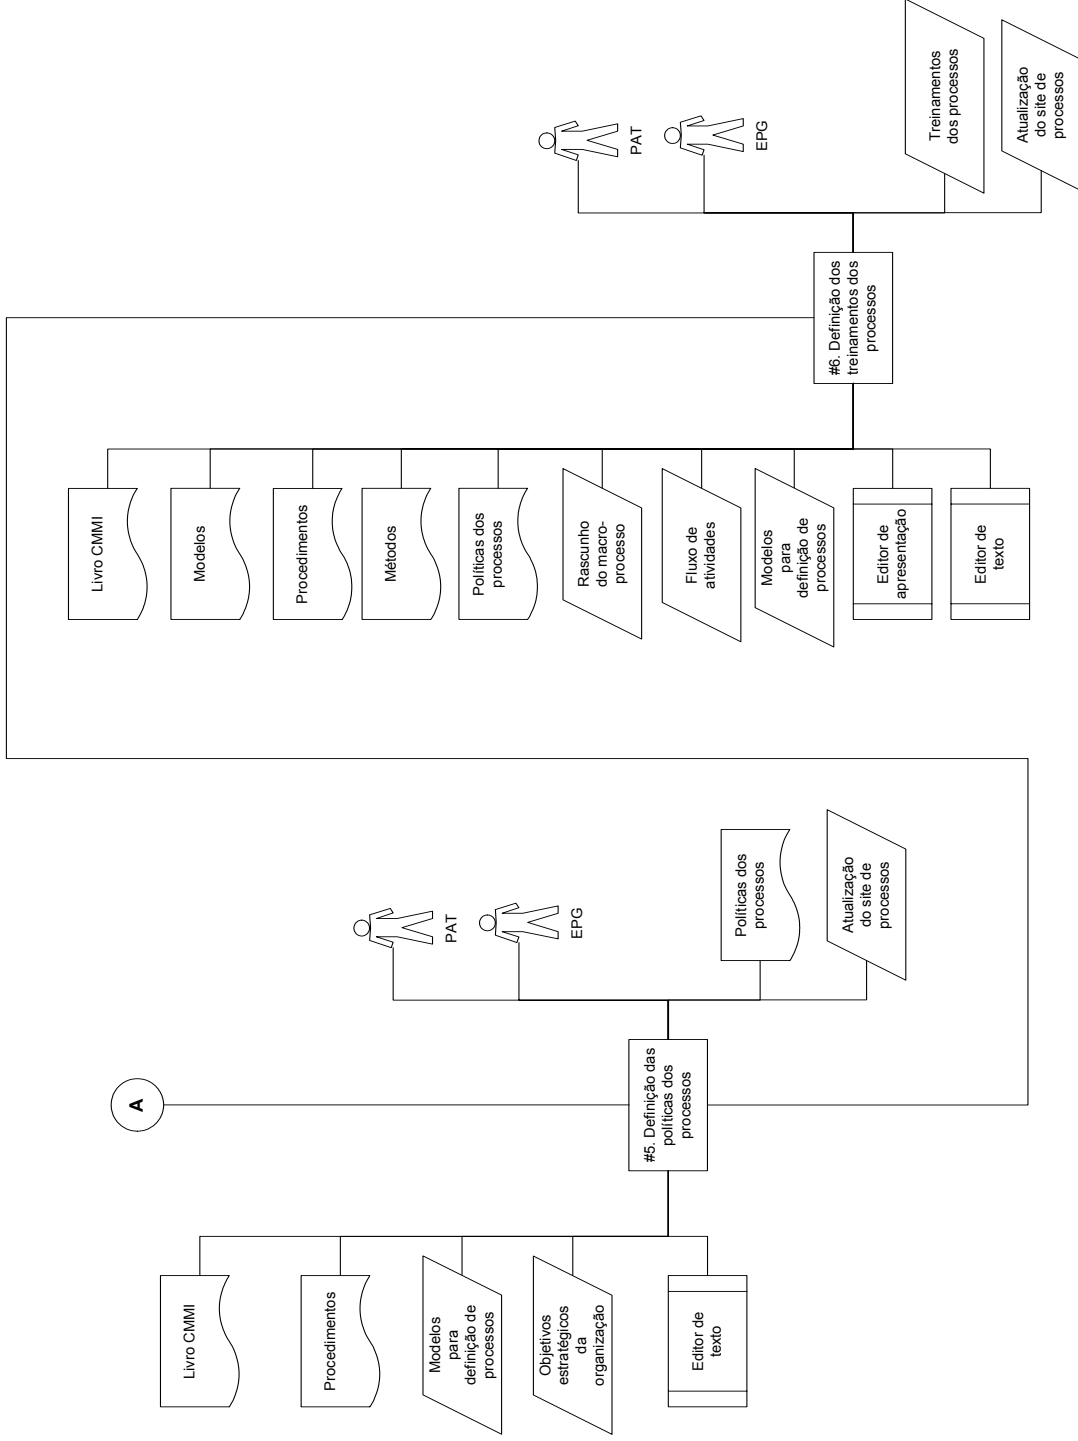 A
Livro CMMI
Procedimentos
Modelos
para
definição de
processos
Objetivos
estratégicos
da
organização
Editor de
texto
#5. Definição das
políticas dos
processos
PAT
EPG
Políticas dos
processos
Atualização
do site de
processos
Livro CMMI
Modelos
Procedimentos
Métodos
Políticas dos
processos
Rascunho
do macro-
processo
Fluxo de
atividades
Modelos
para
definição de
processos
Editor de
apresentação
Editor de
texto
#6. Definição dos
treinamentos dos
processos
PAT
EPG
Treinamentos
dos processos
Atualização
do site de
processos